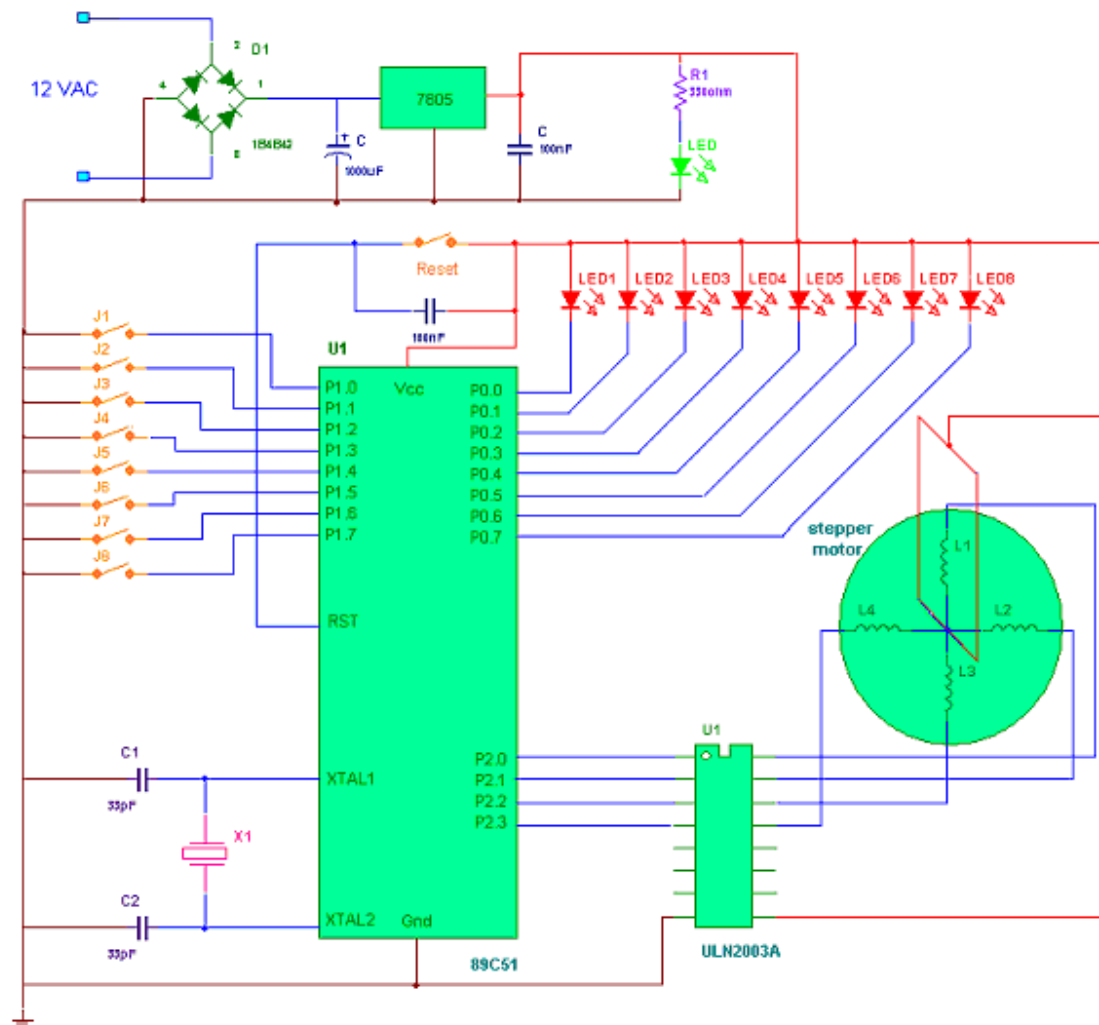 2 D1
12 VAC
4 1
7805
R1
330ohm
1B4B42
+ C
1000uF
C
100nF
LED
Reset
LED1 LED2 LED3 LED4 LED5 LED6 LED7 LED8
100nF
U1
J1
J2
J3
J4
J5
J6
J7
J8
Vcc
P1.0
P1.1
P1.2
P1.3
P1.4
P1.5
P1.6
P1.7
P0.0
P0.1
P0.2
P0.3
P0.4
P0.5
P0.6
P0.7
stepper
motor
L1
L4 L2
L3
RST
C1
33pF
XTAL1
X1
C2
33pF
XTAL2
Gnd
P2.0
P2.1
P2.2
P2.3
U1
89C51
ULN2003A